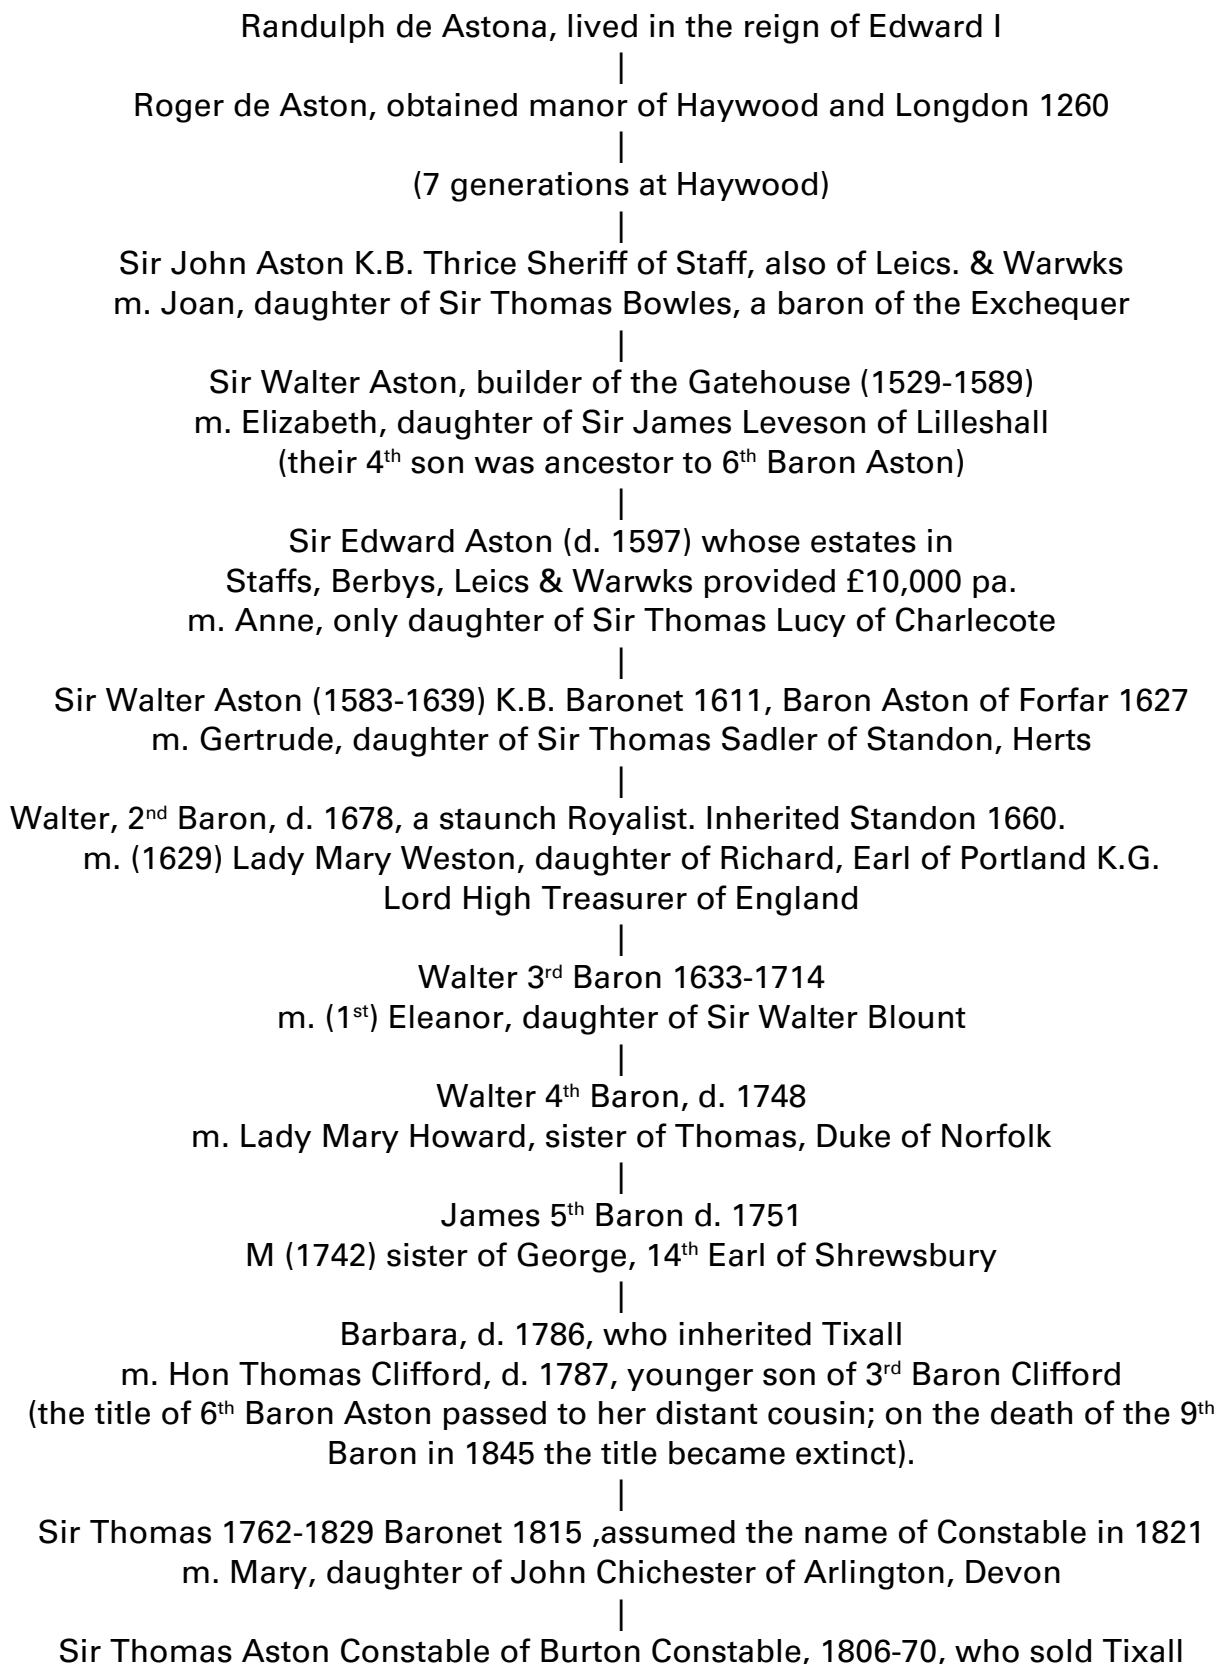 Randulph de Astona, lived in the reign of Edward I
|
Roger de Aston, obtained manor of Haywood and Longdon 1260
|
(7 generations at Haywood)
|
Sir John Aston K.B. Thrice Sheriff of Staff, also of Leics. & Warwks
m. Joan, daughter of Sir Thomas Bowles, a baron of the Exchequer
|
Sir Walter Aston, builder of the Gatehouse (1529-1589)
m. Elizabeth, daughter of Sir James Leveson of Lilleshall
(their 4th son was ancestor to 6th Baron Aston)
|
Sir Edward Aston (d. 1597) whose estates in
Staffs, Berbys, Leics & Warwks provided £10,000 pa.
m. Anne, only daughter of Sir Thomas Lucy of Charlecote
|
Sir Walter Aston (1583-1639) K.B. Baronet 1611, Baron Aston of Forfar 1627
m. Gertrude, daughter of Sir Thomas Sadler of Standon, Herts
|
Walter, 2nd Baron, d. 1678, a staunch Royalist. Inherited Standon 1660.
m. (1629) Lady Mary Weston, daughter of Richard, Earl of Portland K.G.
Lord High Treasurer of England
|
Walter 3rd Baron 1633-1714
m. (1st) Eleanor, daughter of Sir Walter Blount
|
Walter 4th Baron, d. 1748
m. Lady Mary Howard, sister of Thomas, Duke of Norfolk
|
James 5th Baron d. 1751
M (1742) sister of George, 14th Earl of Shrewsbury
|
Barbara, d. 1786, who inherited Tixall
m. Hon Thomas Clifford, d. 1787, younger son of 3rd Baron Clifford
(the title of 6th Baron Aston passed to her distant cousin; on the death of the 9th
Baron in 1845 the title became extinct).
|
Sir Thomas 1762-1829 Baronet 1815 ,assumed the name of Constable in 1821
m. Mary, daughter of John Chichester of Arlington, Devon
|
Sir Thomas Aston Constable of Burton Constable, 1806-70, who sold Tixall